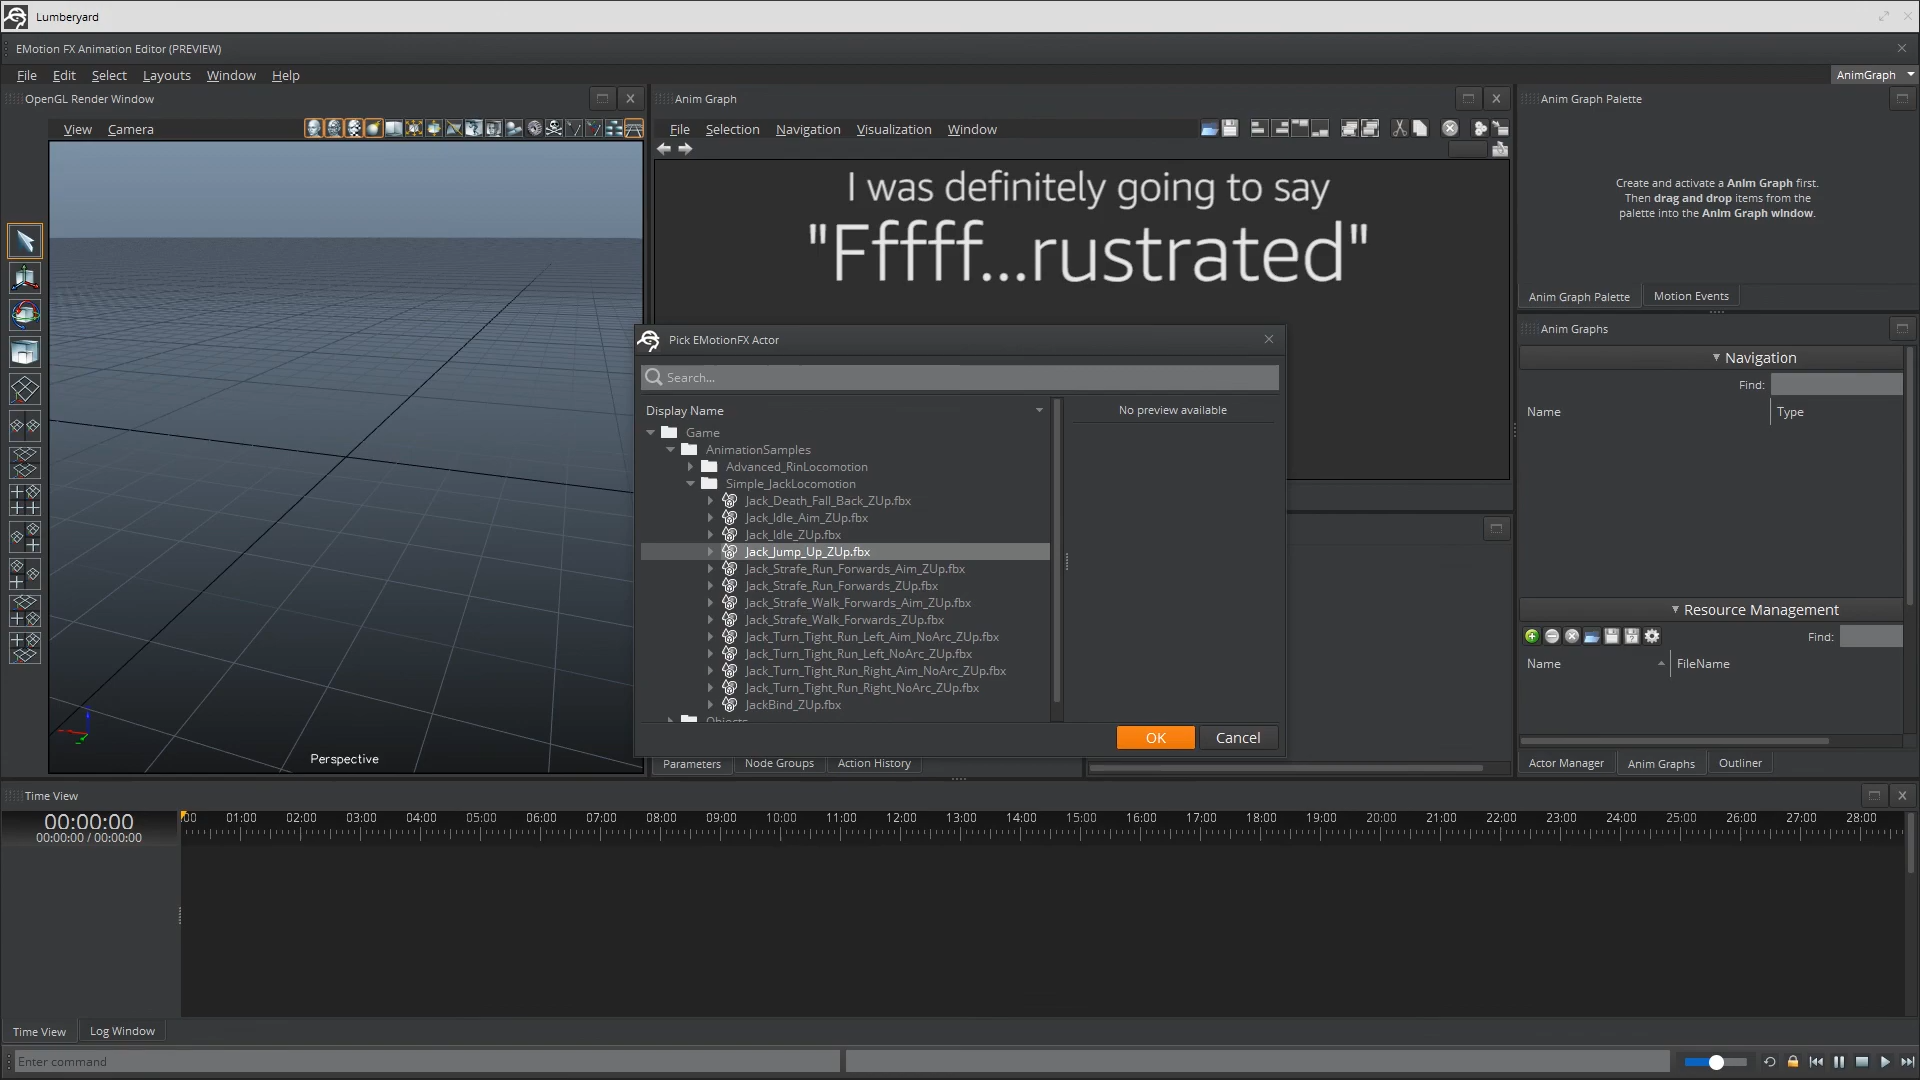 Lumberyard
EMotion FX Animation Editor (PREVIEW)
File Edit Select Layouts Window Help
AnimGraph
OpenGL Render Window
View Camera
Perspective
Anim Graph
File Selection Navigation Visualization Window
I was definitely going to say
"Fffff...rustrated"
Pick EMotionFX Actor
Search...
Display Name
No preview available
Game
AnimationSamples
Advanced_RinLocomotion
Simple_JackLocomotion
Jack_Death_Fall_Back_ZUp.fbx
Jack_Idle_Aim_ZUp.fbx
Jack_Idle_ZUp.fbx
Jack_Jump_Up_ZUp.fbx
Jack_Strafe_Run_Forwards_Aim_ZUp.fbx
Jack_Strafe_Run_Forwards_ZUp.fbx
Jack_Strafe_Walk_Forwards_Aim_ZUp.fbx
Jack_Strafe_Walk_Forwards_ZUp.fbx
Jack_Turn_Tight_Run_Left_Aim_NoArc_ZUp.fbx
Jack_Turn_Tight_Run_Left_NoArc_ZUp.fbx
Jack_Turn_Tight_Run_Right_Aim_NoArc_ZUp.fbx
Jack_Turn_Tight_Run_Right_NoArc_ZUp.fbx
JackBind_ZUp.fbx
Objects
OK Cancel
Parameters Node Groups Action History
Anim Graph Palette
Create and activate a Anim Graph first.
Then drag and drop items from the
palette into the Anim Graph window.
Anim Graph Palette Motion Events
Anim Graphs
Navigation
Find:
Name Type
Resource Management
Find:
Name FileName
Actor Manager Anim Graphs Outliner
Time View
00:00:00
00:00:00 / 00:00:00
:00 01:00 02:00 03:00 04:00 05:00 06:00 07:00 08:00 09:00 10:00 11:00 12:00 13:00 14:00 15:00 16:00 17:00 18:00 19:00 20:00 21:00 22:00 23:00 24:00 25:00 26:00 27:00 28:00
Time View Log Window
Enter command